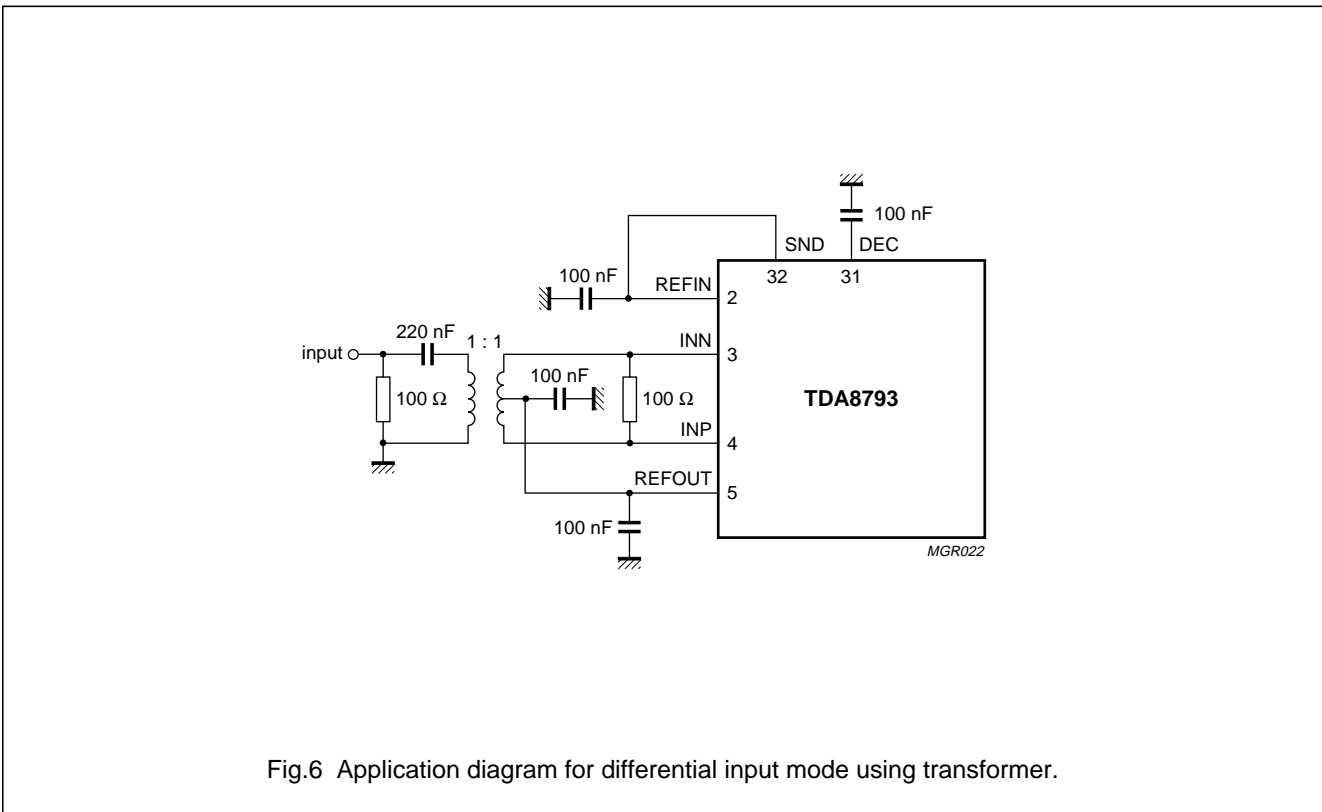 100 nF
SND
DEC
100 nF
REFIN
32
31
2
220 nF
1 : 1
INN
input
3
100 nF
100 Ω
100 Ω
TDA8793
INP
4
REFOUT
5
100 nF
MGR022
Fig.6 Application diagram for differential input mode using transformer.